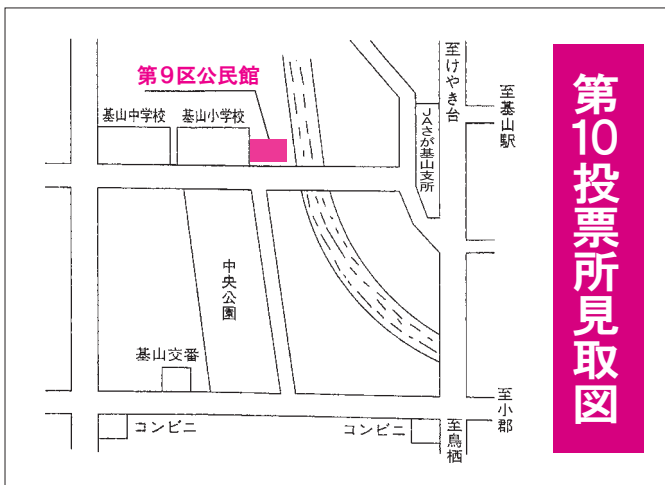 第10投票所見取図
第9区公民館
基山中学校
基山小学校
至けやき台
至基山駅
JAさが基山支所
中央公園
基山交番
コンビニ
コンビニ
至鳥栖
至小郡